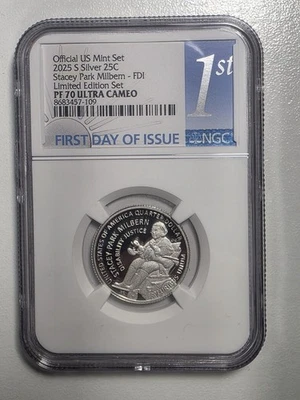 Official US Mint Set
2025 S Silver 25C
Stacey Park Milbern - FDI
Limited Edition Set
PF 70 ULTRA CAMEO
8683457-109
1st
FIRST DAY OF ISSUE
NGC
UNITED STATES OF AMERICA QUARTER DOLLAR
STACEY PARK MILBERN
DISABILITY JUSTICE